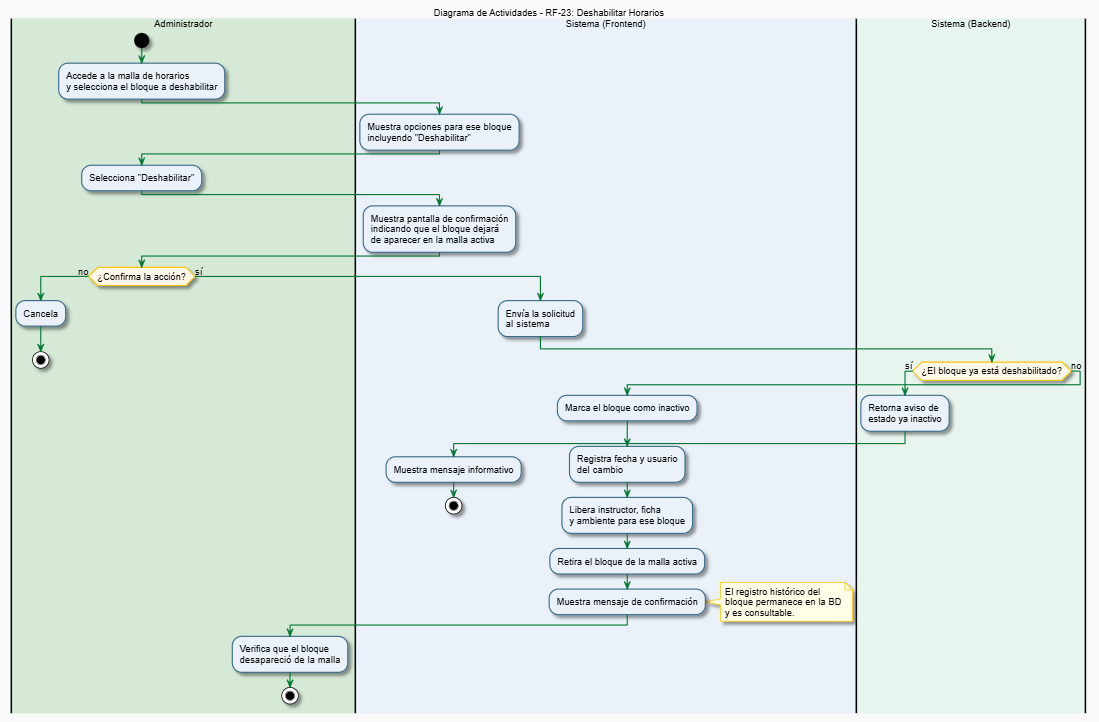 Diagrama de Actividades - RF-23: Deshabilitar Horarios
Administrador
Sistema (Frontend)
Sistema (Backend)
Accede a la malla de horarios
y selecciona el bloque a deshabilitar
Muestra opciones para ese bloque
incluyendo "Deshabilitar"
Selecciona "Deshabilitar"
Muestra pantalla de confirmación
indicando que el bloque dejará
de aparecer en la malla activa
no
¿Confirma la acción?
sí
Cancela
Envía la solicitud
al sistema
sí
¿El bloque ya está deshabilitado?
no
Marca el bloque como inactivo
Retorna aviso de
estado ya inactivo
Muestra mensaje informativo
Registra fecha y usuario
del cambio
Libera instructor, ficha
y ambiente para ese bloque
Retira el bloque de la malla activa
Muestra mensaje de confirmación
El registro histórico del
bloque permanece en la BD
y es consultable.
Verifica que el bloque
desapareció de la malla